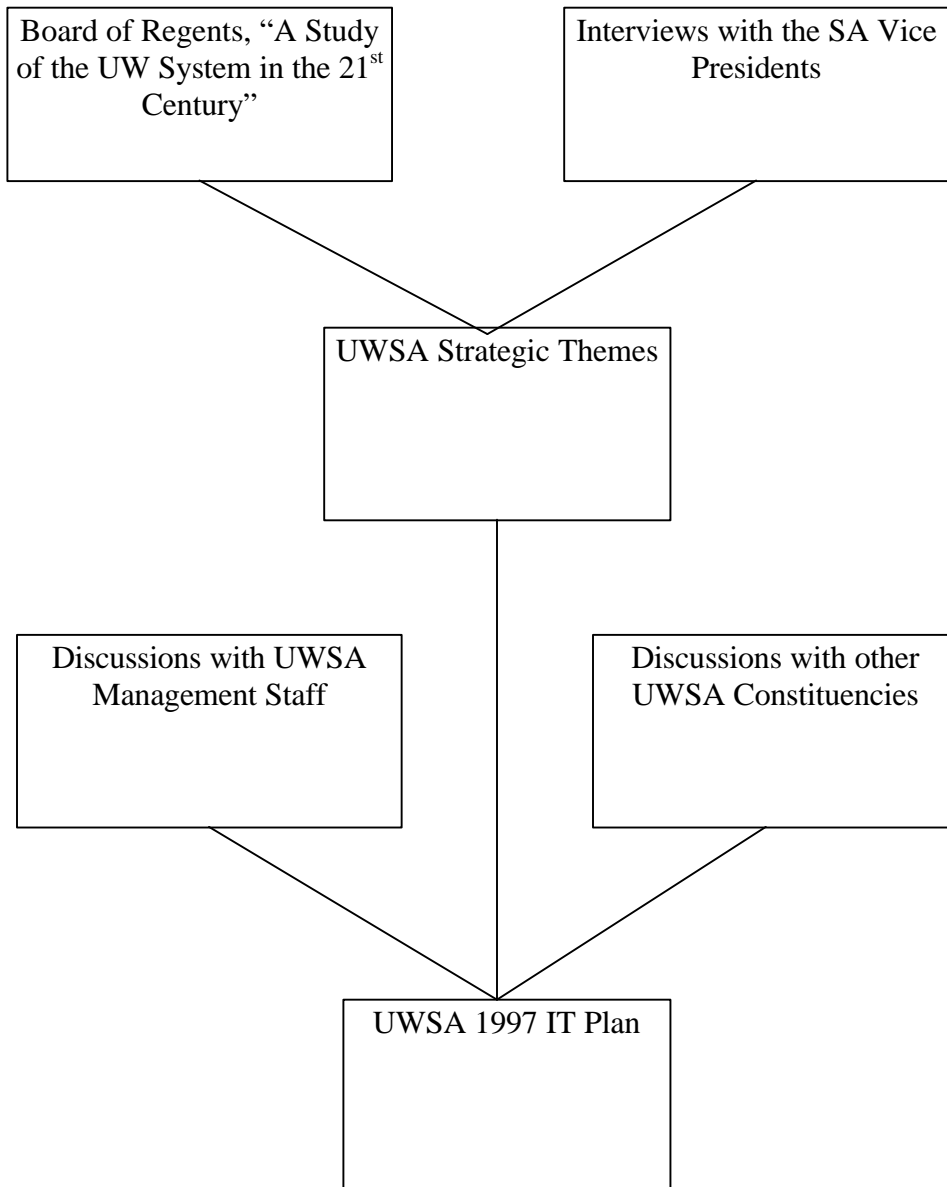 Board of Regents, “A Study
of the UW System in the 21st
Century”
Interviews with the SA Vice
Presidents
UWSA Strategic Themes
Discussions with UWSA
Management Staff
Discussions with other
UWSA Constituencies
UWSA 1997 IT Plan